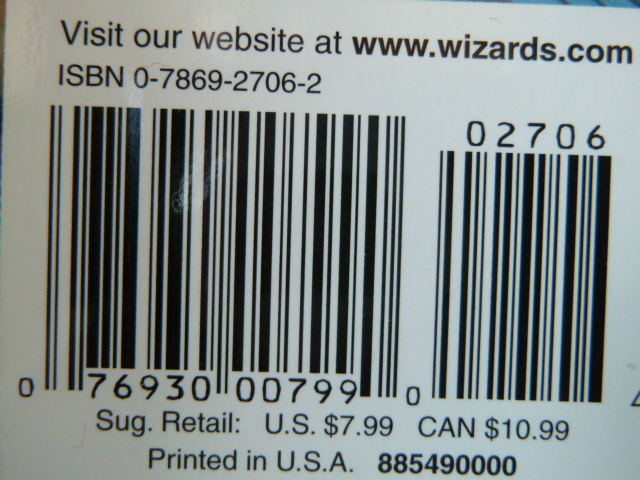 Visit our website at www.wizards.com
ISBN 0-7869-2706-2
02706
0 76930 00799 0
Sug. Retail: U.S. $7.99 CAN $10.99
Printed in U.S.A. 885490000